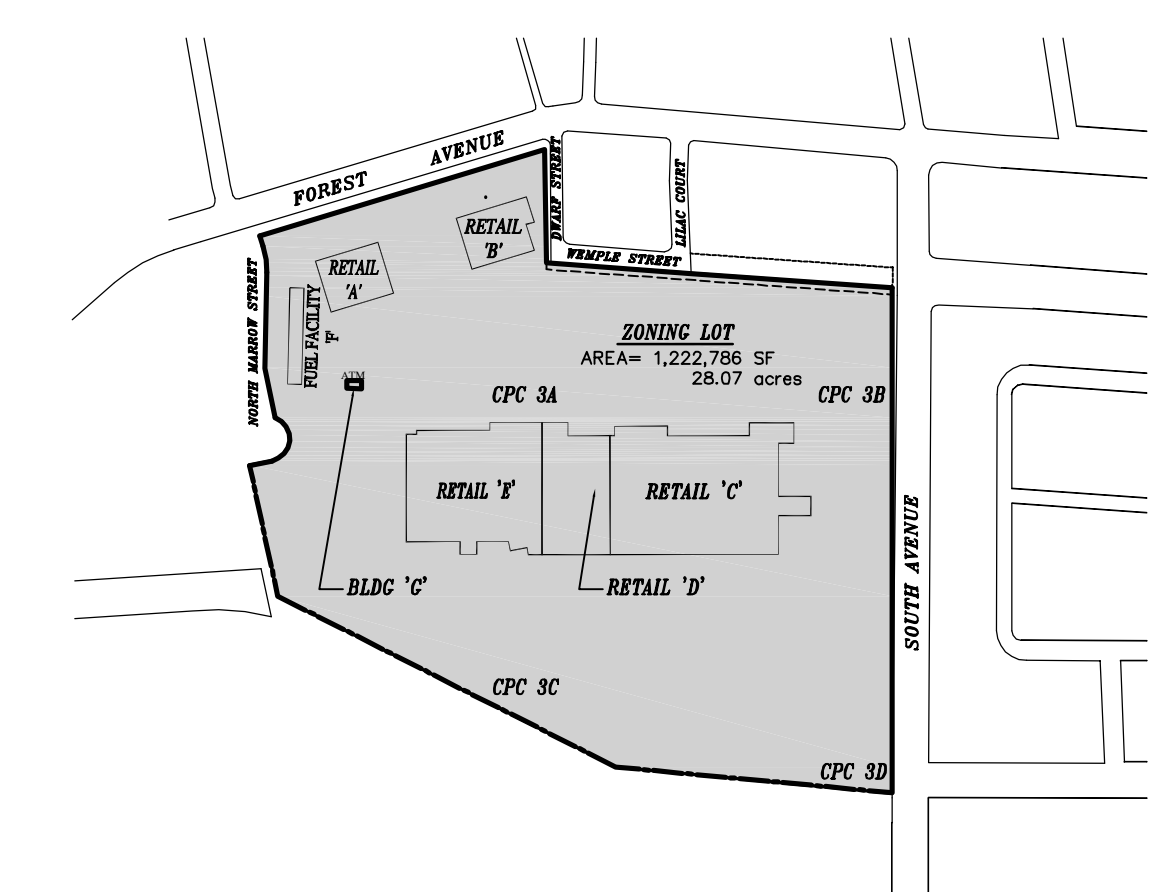 FOREST AVENUE
DWARF STREET
LILAC COURT
WEMPLE STREET
RETAIL
'B'
RETAIL
'A'
NORTH MARROW STREET
FUEL FACILITY
'F'
ATM
ZONING LOT
AREA= 1,222,786 SF
28.07 acres
CPC 3A
CPC 3B
RETAIL 'E'
RETAIL 'C'
BLDG 'G'
RETAIL 'D'
SOUTH AVENUE
CPC 3C
CPC 3D